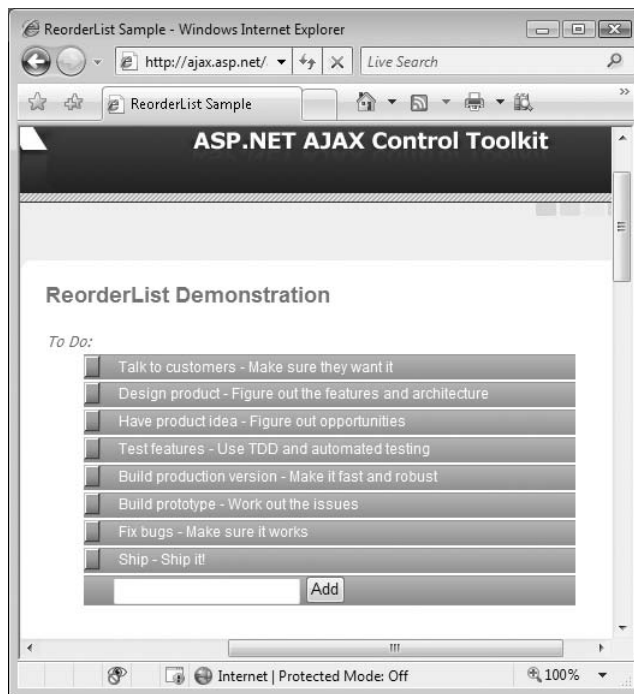 ReorderList Sample - Windows Internet Explorer
http://ajax.asp.net/
Live Search
ReorderList Sample
ASP.NET AJAX Control Toolkit
ReorderList Demonstration
To Do:
Talk to customers - Make sure they want it
Design product - Figure out the features and architecture
Have product idea - Figure out opportunities
Test features - Use TDD and automated testing
Build production version - Make it fast and robust
Build prototype - Work out the issues
Fix bugs - Make sure it works
Ship - Ship it!
Add
Internet | Protected Mode: Off
100%